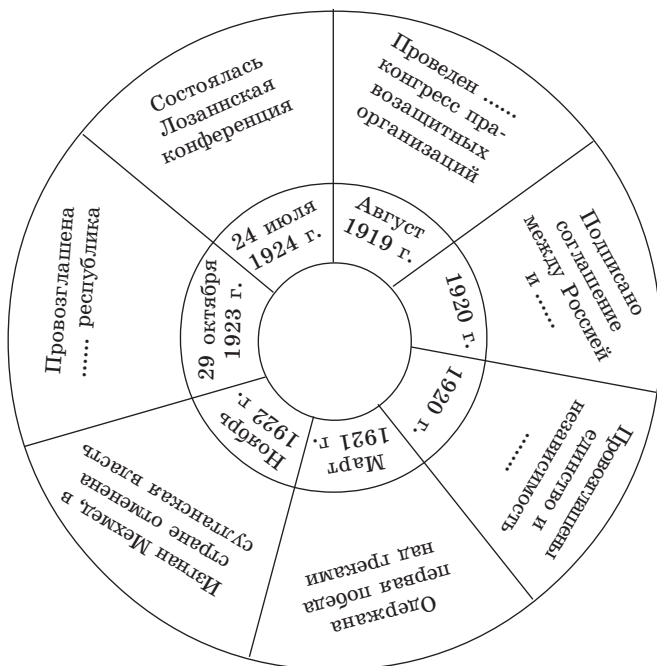 Проведен ......
конгресс пра-
возащитных
организаций
Август
1919 г.
Подписано
соглашение
между Россией
и ......
1920 г.
Провозглашены
единство и
независимость
......
1920 г.
Одержана
первая победа
над греками
Март
1921 г.
Изгнан Мехмед, в
стране отменена
султанская власть
Ноябрь
1922 г.
Провозглашена
...... республика
29 октября
1923 г.
Состоялась
Лозаннская
конференция
24 июля
1924 г.